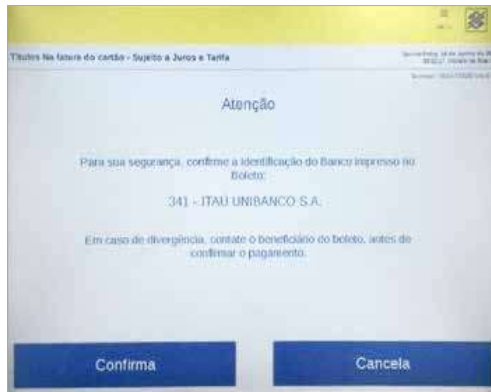 Títulos Na fatura do cartão - Sujeito a Juros e Tarifa
Atenção
Para sua segurança, confirme a identificação do Banco impresso no
Boleto:
341 - ITAU UNIBANCO S.A.
Em caso de divergência, contate o beneficiário do boleto, antes de
confirmar o pagamento.
Confirma
Cancela